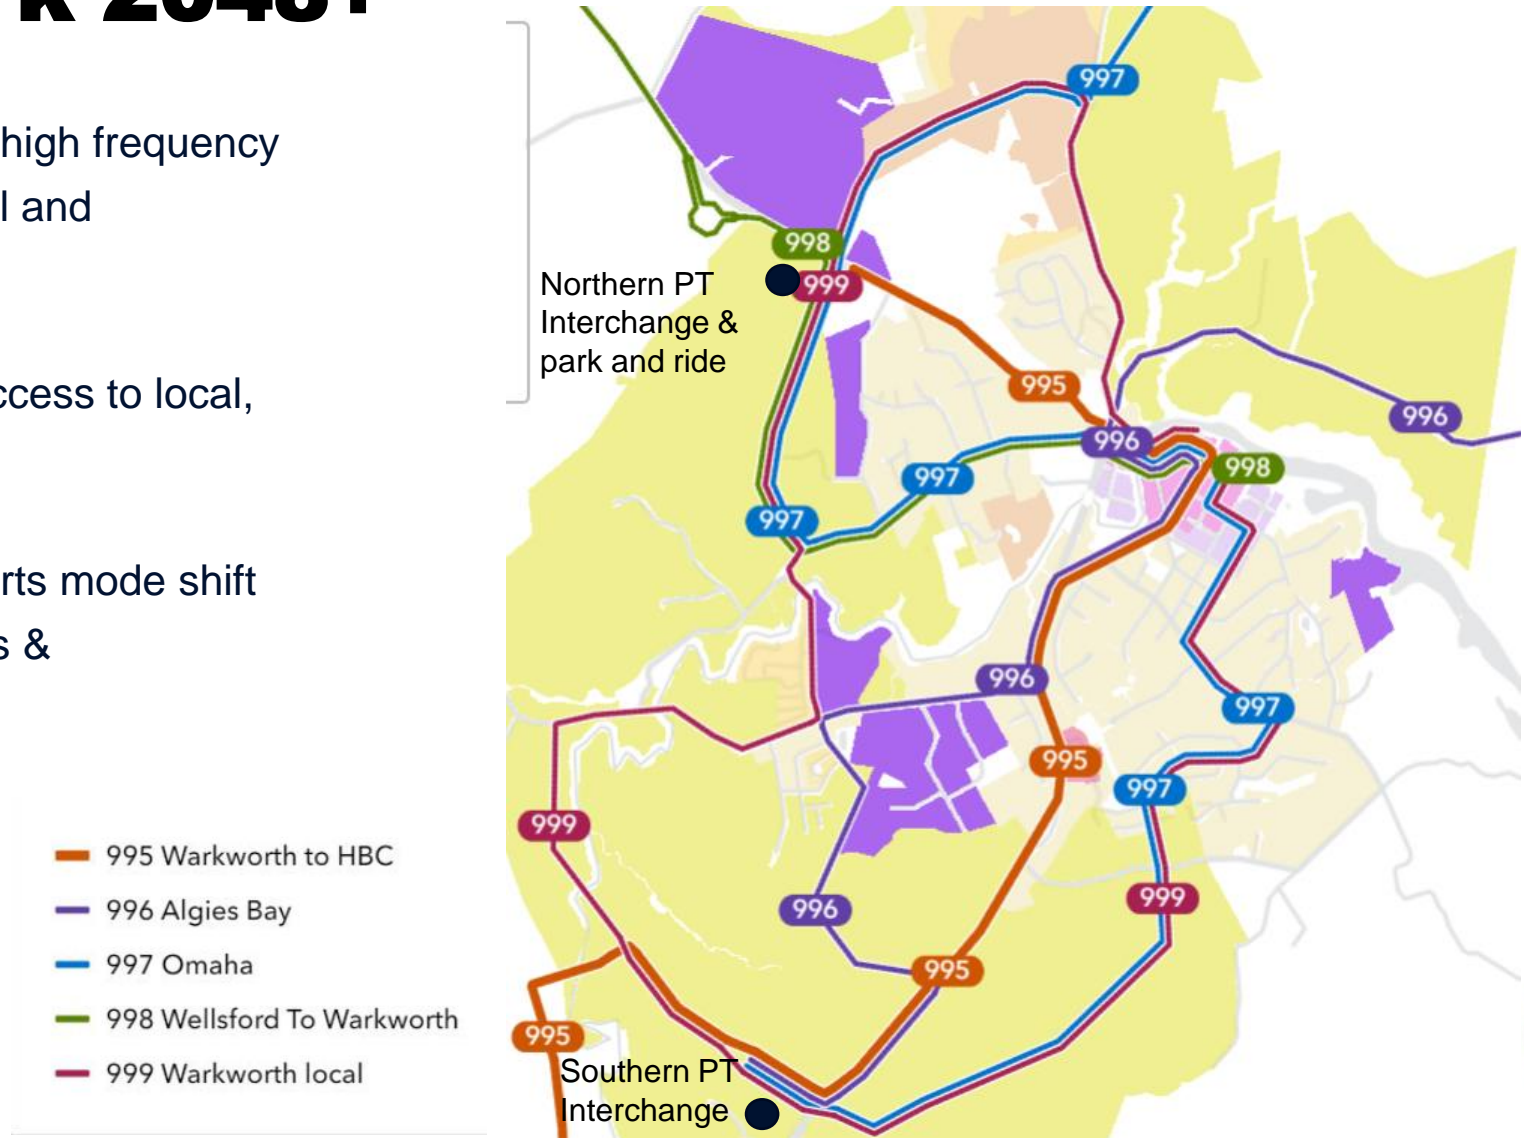 k 2048+
high frequency
l and
ccess to local,
rts mode shift
s &
997
998
999
Northern PT
Interchange &
park and ride
995
996
996
998
997
997
996
997
995
997
999
999
996
995
995
Southern PT
Interchange
995 Warkworth to HBC
996 Algies Bay
997 Omaha
998 Wellsford To Warkworth
999 Warkworth local